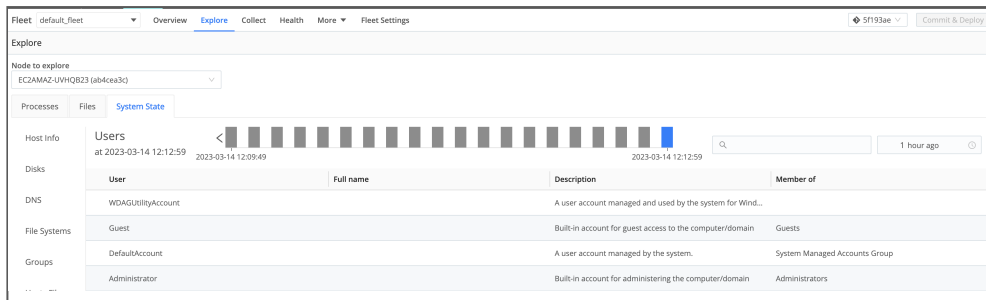 Fleet default_fleet Overview Explore Collect Health More Fleet Settings 5f193ae Commit & Deploy
Explore
Node to explore
EC2AMAZ-UVHQB23 (ab4cea3c)
Processes Files System State
Host Info
Disks
DNS
File Systems
Groups
Users
at 2023-03-14 12:12:59
2023-03-14 12:09:49 2023-03-14 12:12:59
1 hour ago
User Full name Description Member of
WDAGUtilityAccount A user account managed and used by the system for Wind...
Guest Built-in account for guest access to the computer/domain Guests
DefaultAccount A user account managed by the system. System Managed Accounts Group
Administrator Built-in account for administering the computer/domain Administrators